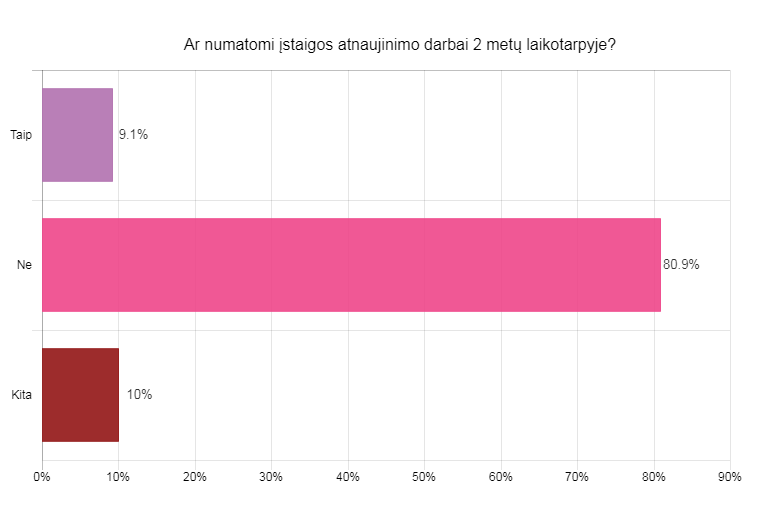 Ar numatomi įstaigos atnaujinimo darbai 2 metų laikotarpyje?
Taip
9.1%
Ne
80.9%
Kita
10%
0% 10% 20% 30% 40% 50% 60% 70% 80% 90%